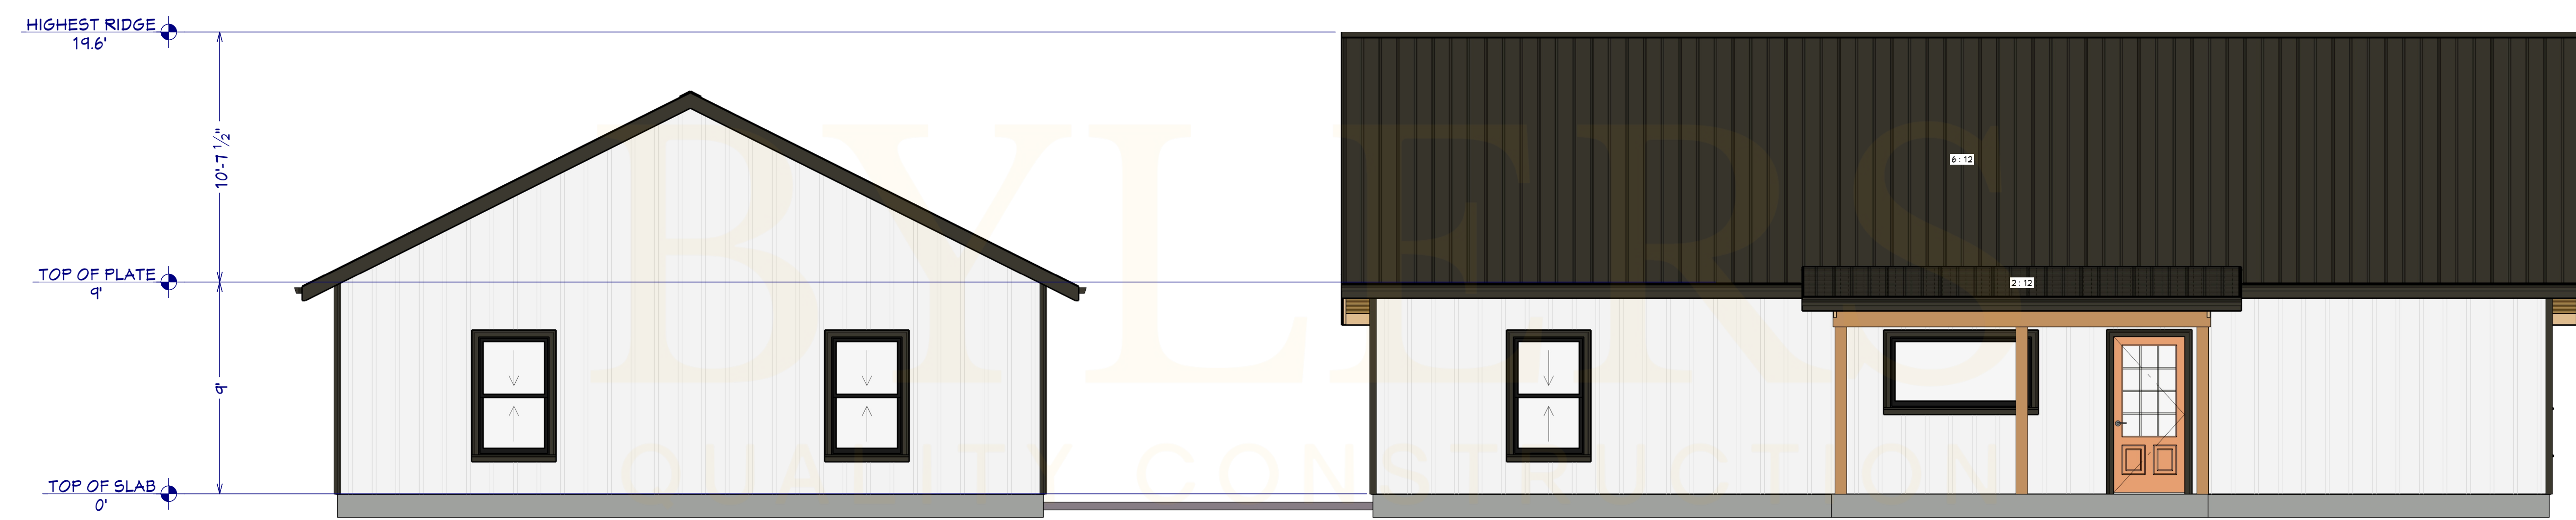 HIGHEST RIDGE
19.6'
10'-7 1/2"
TOP OF PLATE
9'
9'
TOP OF SLAB
0'
6 : 12
2 : 12
BYLERS
QUALITY CONSTRUCTION